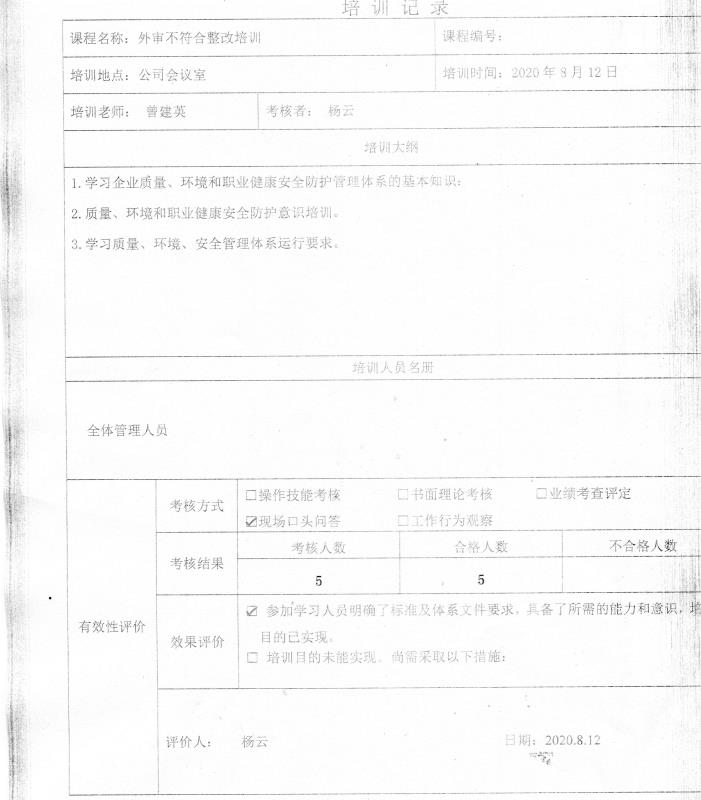 培训记录
课程名称：外审不符合整改培训 课程编号：
培训地点：公司会议室 培训时间：2020年8月12日
培训老师：曾建英 考核者：杨云
培训大纲
1.学习企业质量、环境和职业健康安全防护管理体系的基本知识；
2.质量、环境和职业健康安全防护意识培训。
3.学习质量、环境、安全管理体系运行要求。
培训人员名册
全体管理人员
有效性评价
考核方式
□操作技能考核 □书面理论考核 □业绩考查评定
☑现场口头问答 □工作行为观察
考核结果
考核人数 合格人数 不合格人数
5 5
效果评价
☑ 参加学习人员明确了标准及体系文件要求，具备了所需的能力和意识，培
目的已实现。
□ 培训目的未能实现。尚需采取以下措施：
评价人：杨云 日期：2020.8.12